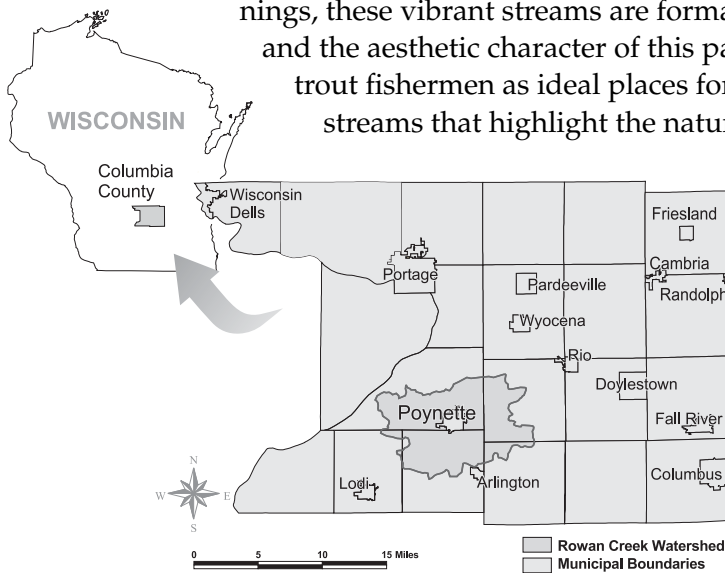 nings, these vibrant streams are forma
and the aesthetic character of this pa
trout fishermen as ideal places for
streams that highlight the natur
WISCONSIN
Columbia
County
Wisconsin
Dells
Friesland
Portage
Cambria
Pardeeville
Randolph
Wyocena
Rio
Doylestown
Poynette
Fall River
Columbus
Lodi
Arlington
N
W E
S
0 5 10 15 Miles
Rowan Creek Watershed
Municipal Boundaries